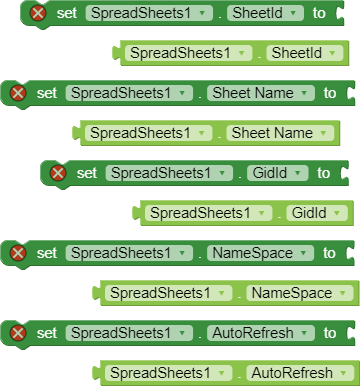 set SpreadSheets1 . SheetId to
SpreadSheets1 . SheetId
set SpreadSheets1 . Sheet Name to
SpreadSheets1 . Sheet Name
set SpreadSheets1 . GidId to
SpreadSheets1 . GidId
set SpreadSheets1 . NameSpace to
SpreadSheets1 . NameSpace
set SpreadSheets1 . AutoRefresh to
SpreadSheets1 . AutoRefresh